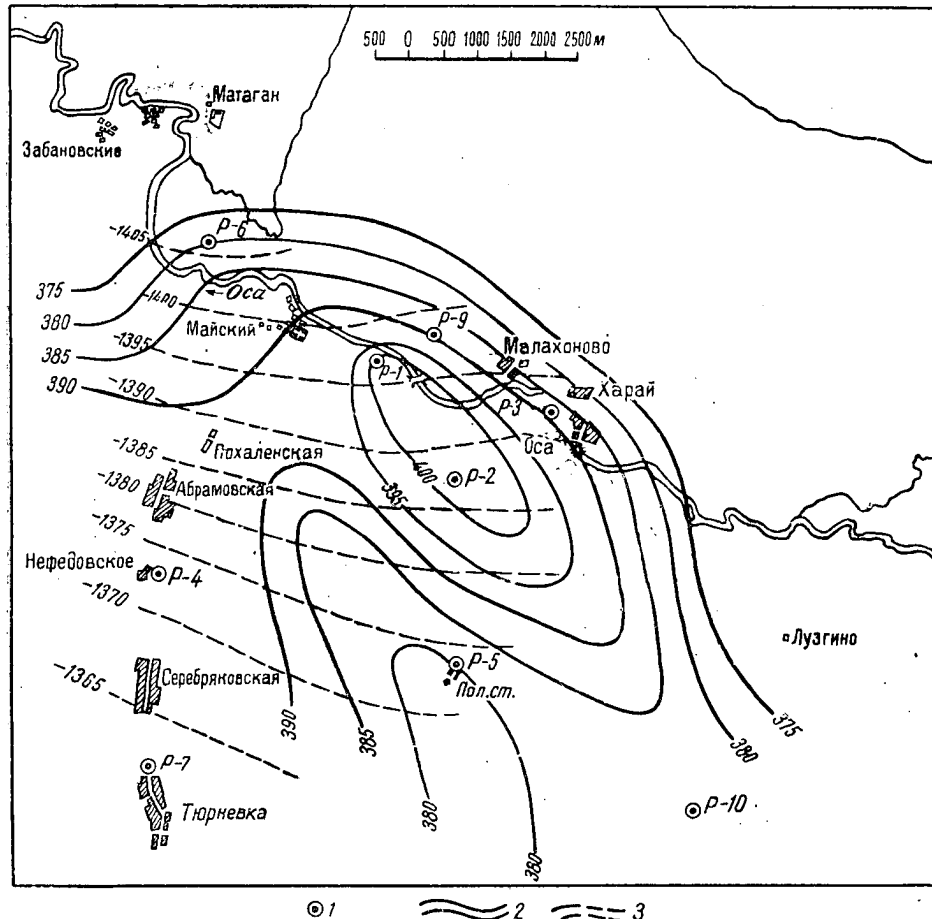 500 0 500 1000 1500 2000 2500 м
Матаган
Забановские
Р-6
-1405
375
Оса
380
-1400
Майский
Р-9
385
-1395
Р-1
Малахоново
Харай
390
-1390
Р-3
Оса
-1385
Похаленская
Р-2
400
395
-1380
Абрамовская
-1375
Нефедовское
Р-4
-1370
Лузгино
Р-5
Пол.ст.
-1365
Серебряковская
390
385
375
380
Р-7
Тюрневка
380
380
Р-10
1 2 3